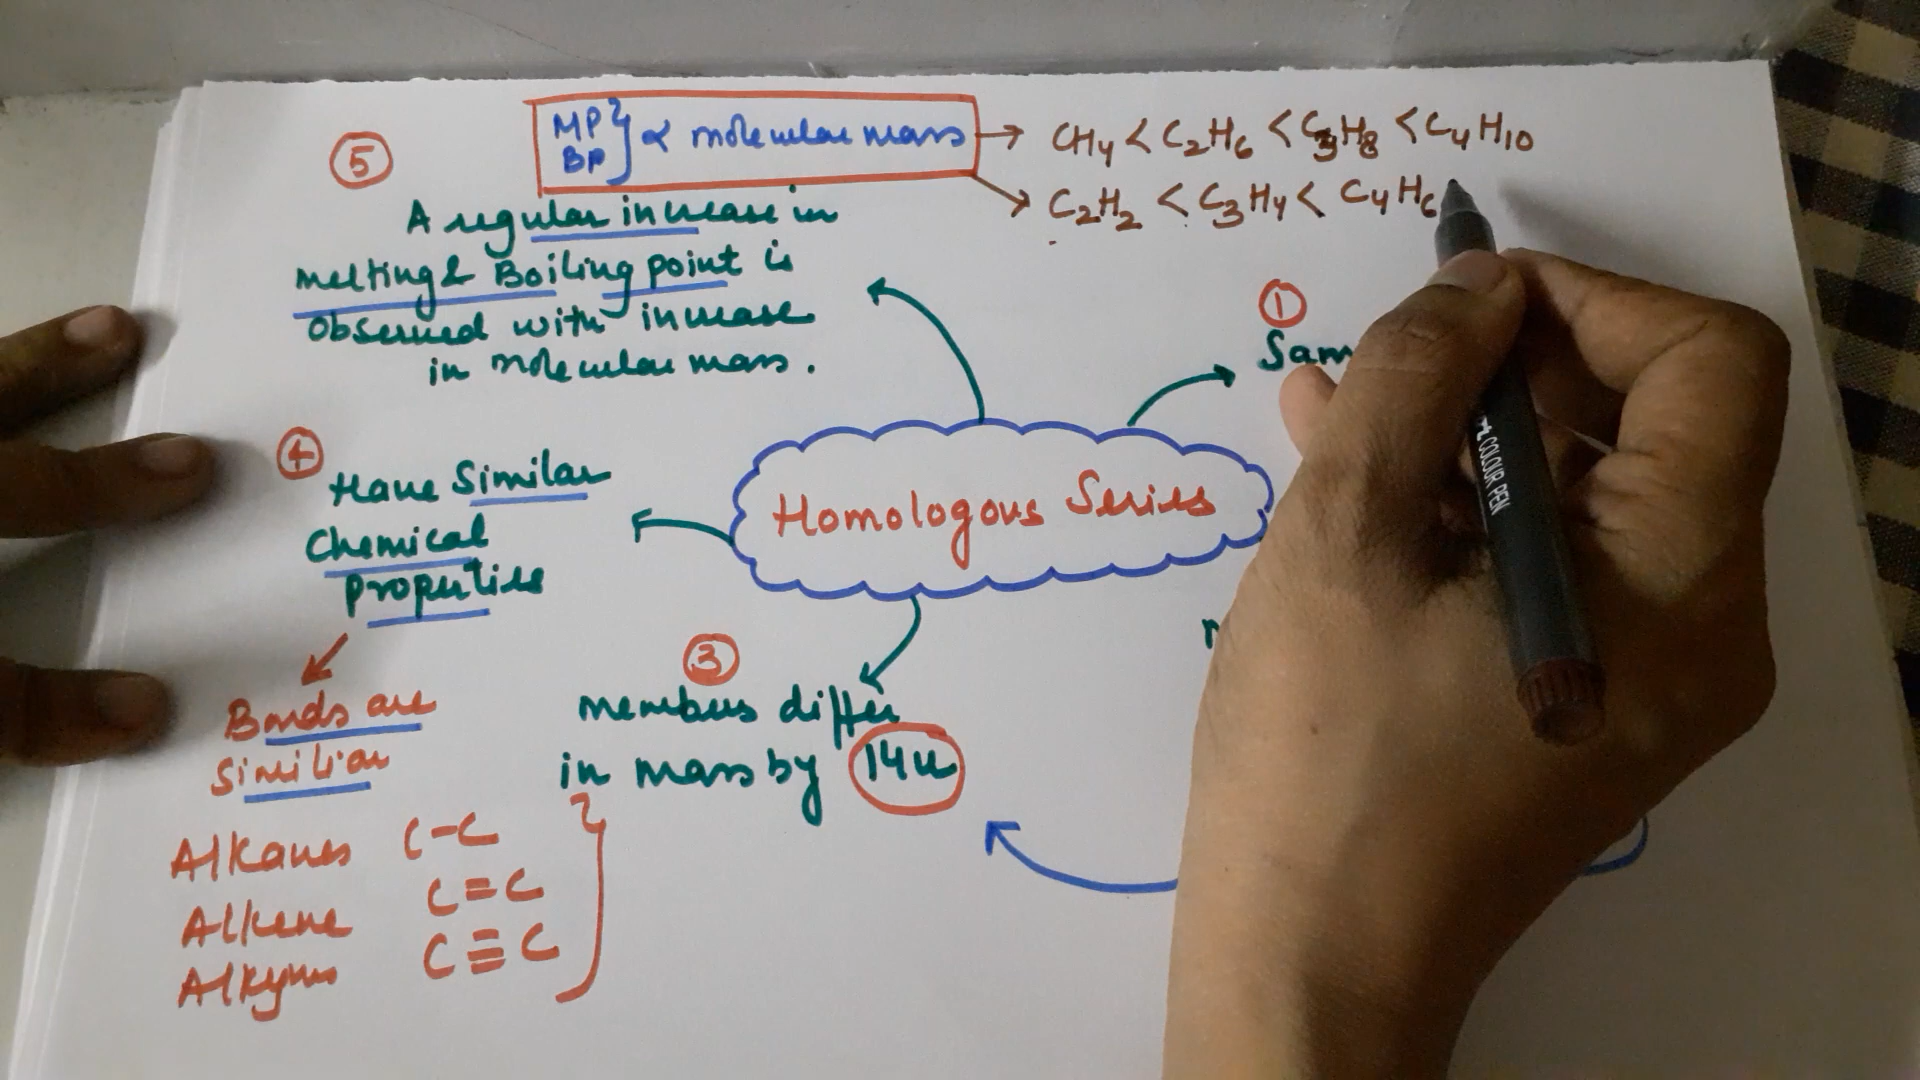 ⑤
MP
BP } ∝ molecular mass → CH4 < C2H6 < C3H8 < C4H10
→ C2H2 < C3H4 < C4H6
A regular increase in
melting & Boiling point is
observed with increase
in molecular mass.
①
Sam
Homologous Series
④
Have Similar
Chemical
properties
Bonds are
Similiar
Alkanes C-C
Alkene C=C
Alkynes C≡C
③
members differ
in mass by 14u
COLOUR PEN